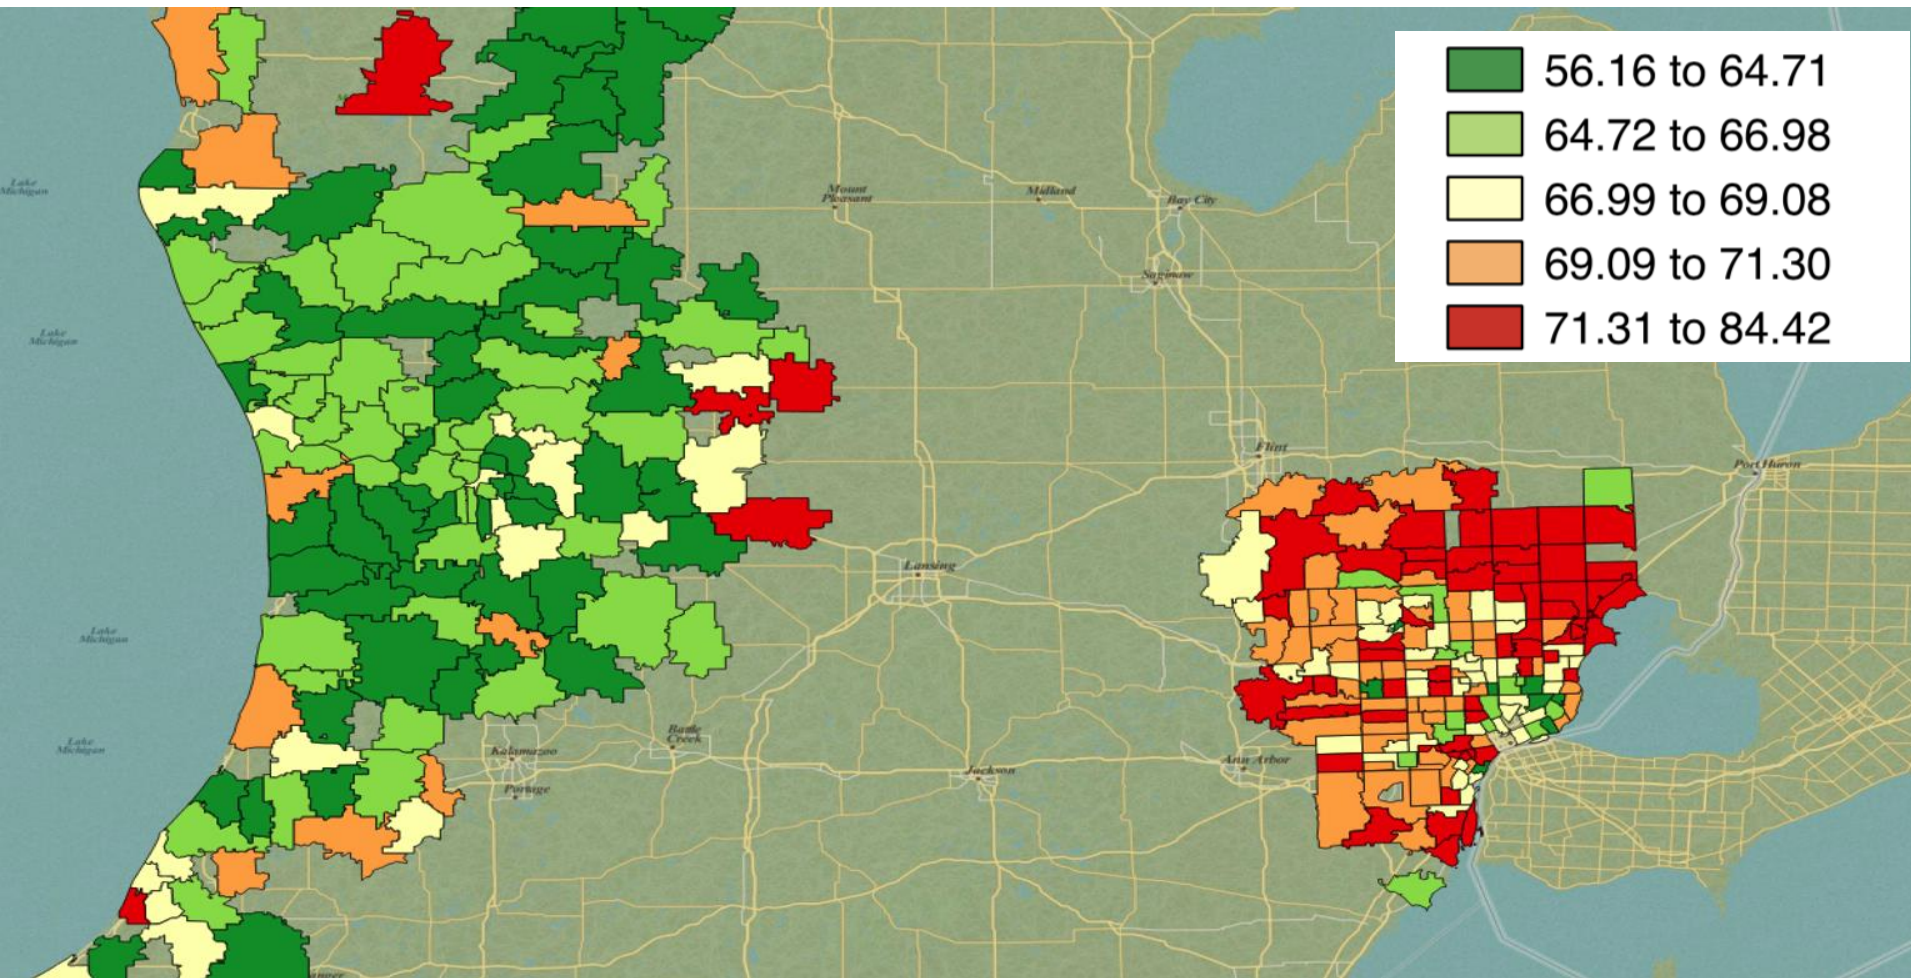 56.16 to 64.71
64.72 to 66.98
66.99 to 69.08
69.09 to 71.30
71.31 to 84.42
Lake
Michigan
Mount
Pleasant
Midland
Bay City
Saginaw
Lake
Michigan
Flint
Port Huron
Lansing
Lake
Michigan
Lake
Michigan
Kalamazoo
Battle
Creek
Portage
Jackson
Ann Arbor